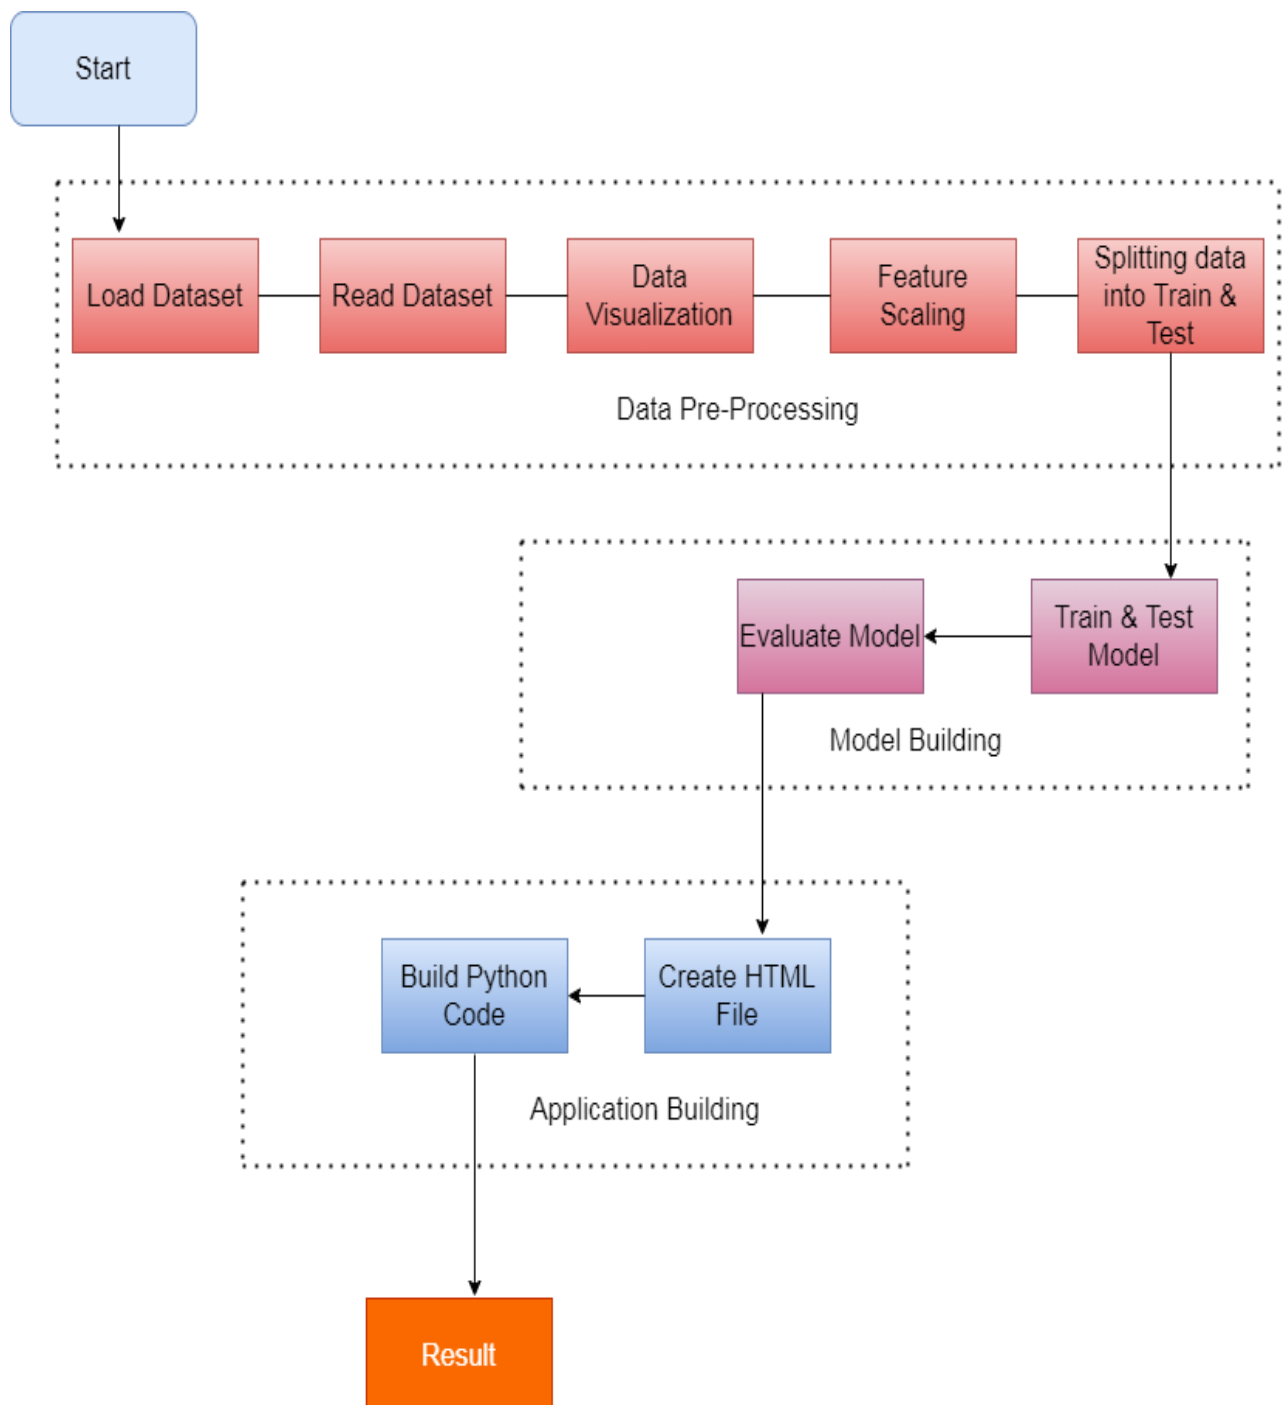 Start
Load Dataset
Read Dataset
Data
Visualization
Feature
Scaling
Splitting data
into Train &
Test
Data Pre-Processing
Evaluate Model
Train & Test
Model
Model Building
Build Python
Code
Create HTML
File
Application Building
Result